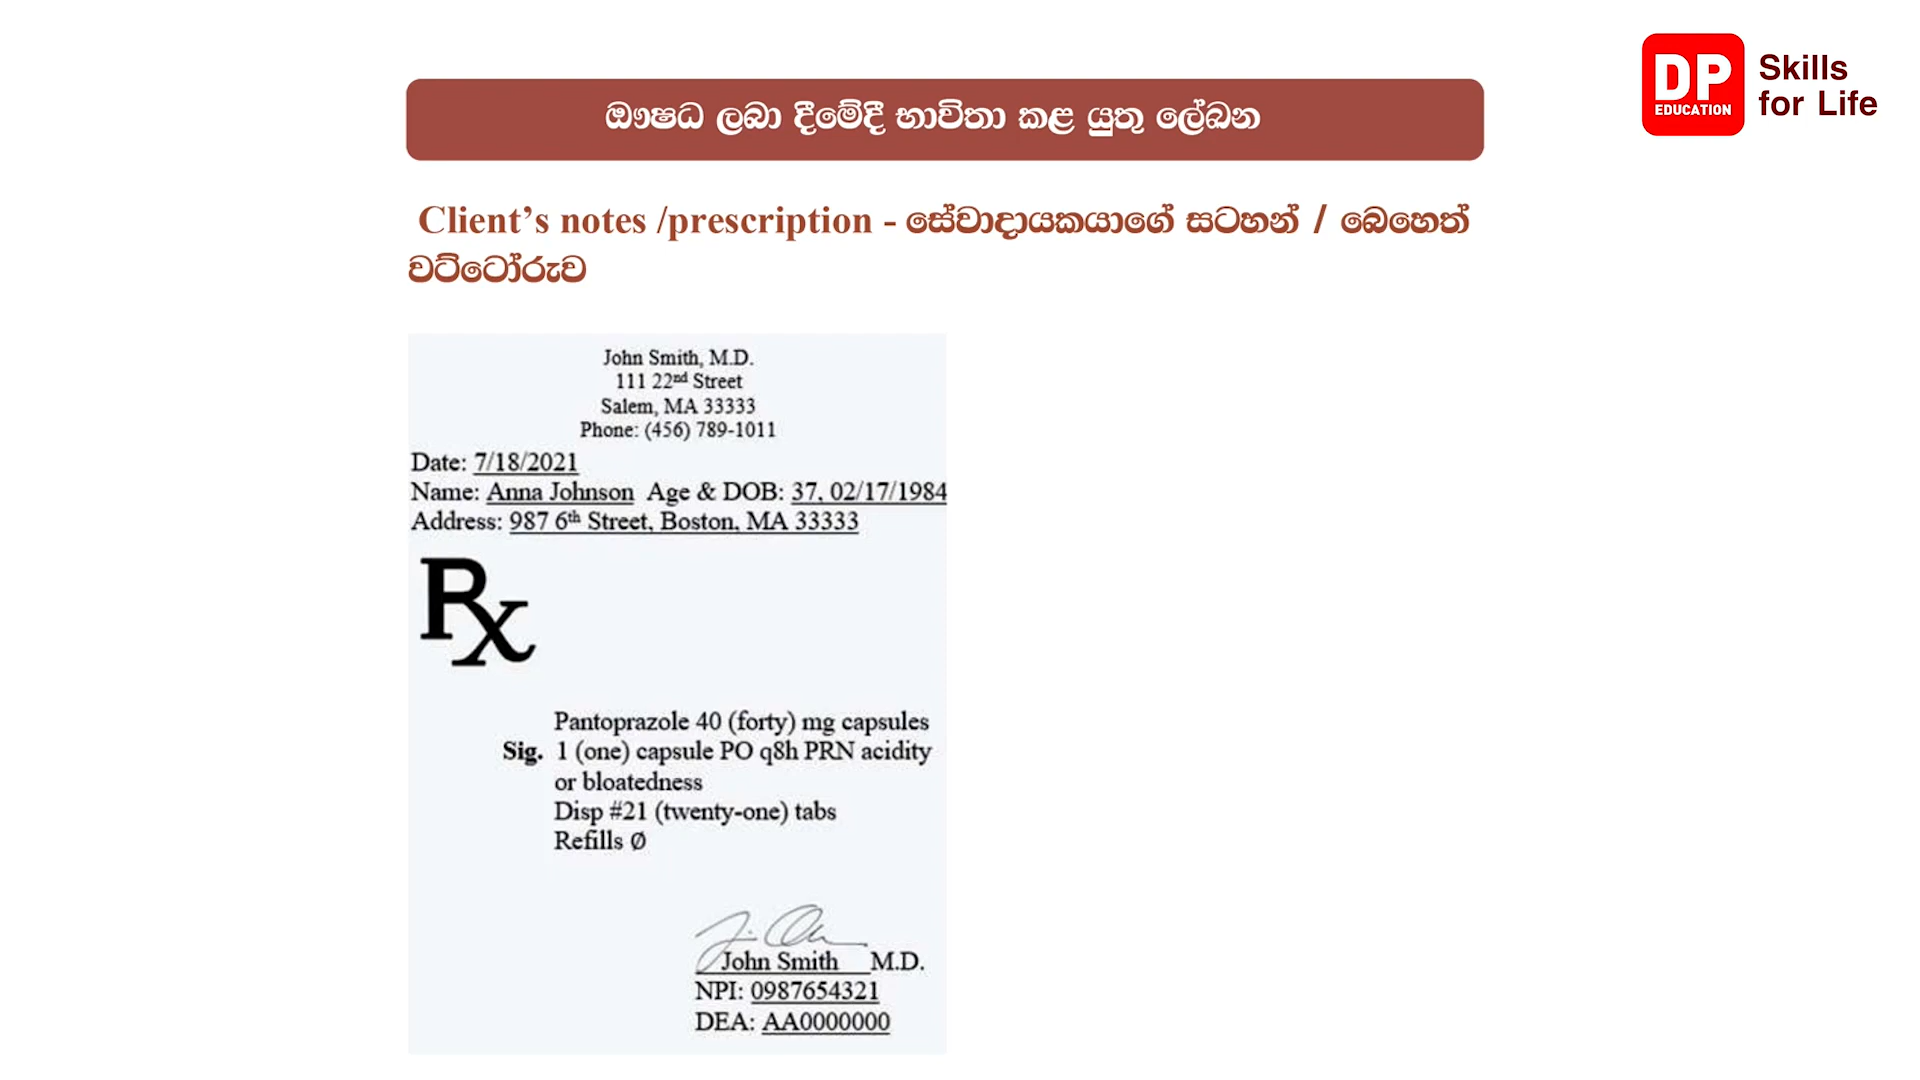 DP
EDUCATION
Skills
for Life
ඖෂධ ලබා දීමේදී භාවිතා කළ යුතු ලේඛන
Client’s notes /prescription - සේවාදායකයාගේ සටහන් / බෙහෙත්
වට්ටෝරුව
John Smith, M.D.
111 22nd Street
Salem, MA 33333
Phone: (456) 789-1011
Date: 7/18/2021
Name: Anna Johnson Age & DOB: 37, 02/17/1984
Address: 987 6th Street, Boston, MA 33333
Rx
Pantoprazole 40 (forty) mg capsules
Sig. 1 (one) capsule PO q8h PRN acidity
or bloatedness
Disp #21 (twenty-one) tabs
Refills Ø
John Smith M.D.
NPI: 0987654321
DEA: AA0000000